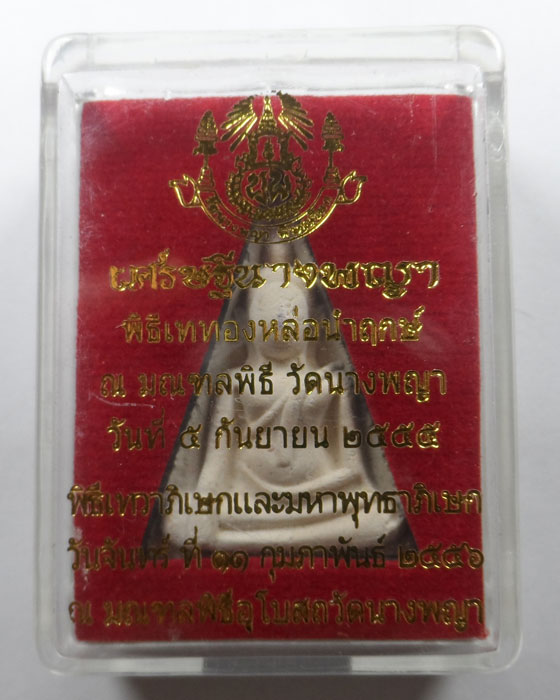 เศรษฐีนางพญา
พิธีเททองหล่อนำฤกษ์
ณ มณฑลพิธี วัดนางพญา
วันที่ ๕ กันยายน ๒๕๕๕
พิธีเทวาภิเษกและมหาพุทธาภิเษก
วันจันทร์ ที่ ๑๑ กุมภาพันธ์ ๒๕๕๖
ณ มณฑลพิธีอุโบสถวัดนางพญา